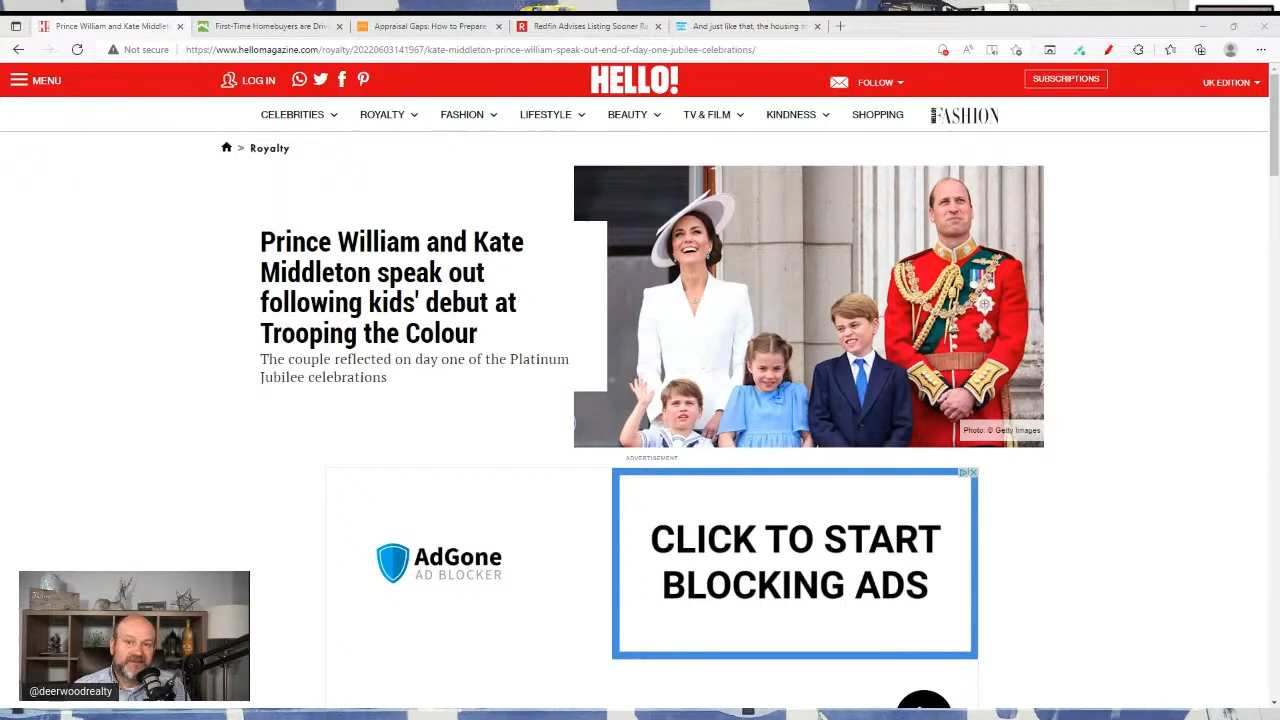 Prince William and Kate Middle
First-Time Homebuyers are Driv
Appraisal Gaps: How to Prepare
Redfin Advises Listing Sooner R
And just like that, the housing m
Not secure
https://www.hellomagazine.com/royalty/20220603141967/kate-middleton-prince-william-speak-out-end-of-day-one-jubilee-celebrations/
MENU
LOG IN
HELLO!
FOLLOW
SUBSCRIPTIONS
UK EDITION
CELEBRITIES
ROYALTY
FASHION
LIFESTYLE
BEAUTY
TV & FILM
KINDNESS
SHOPPING
HELLO! FASHION
> Royalty
Prince William and Kate
Middleton speak out
following kids' debut at
Trooping the Colour
The couple reflected on day one of the Platinum
Jubilee celebrations
Photo: © Getty Images
ADVERTISEMENT
AdGone
AD BLOCKER
CLICK TO START
BLOCKING ADS
@deerwoodrealty